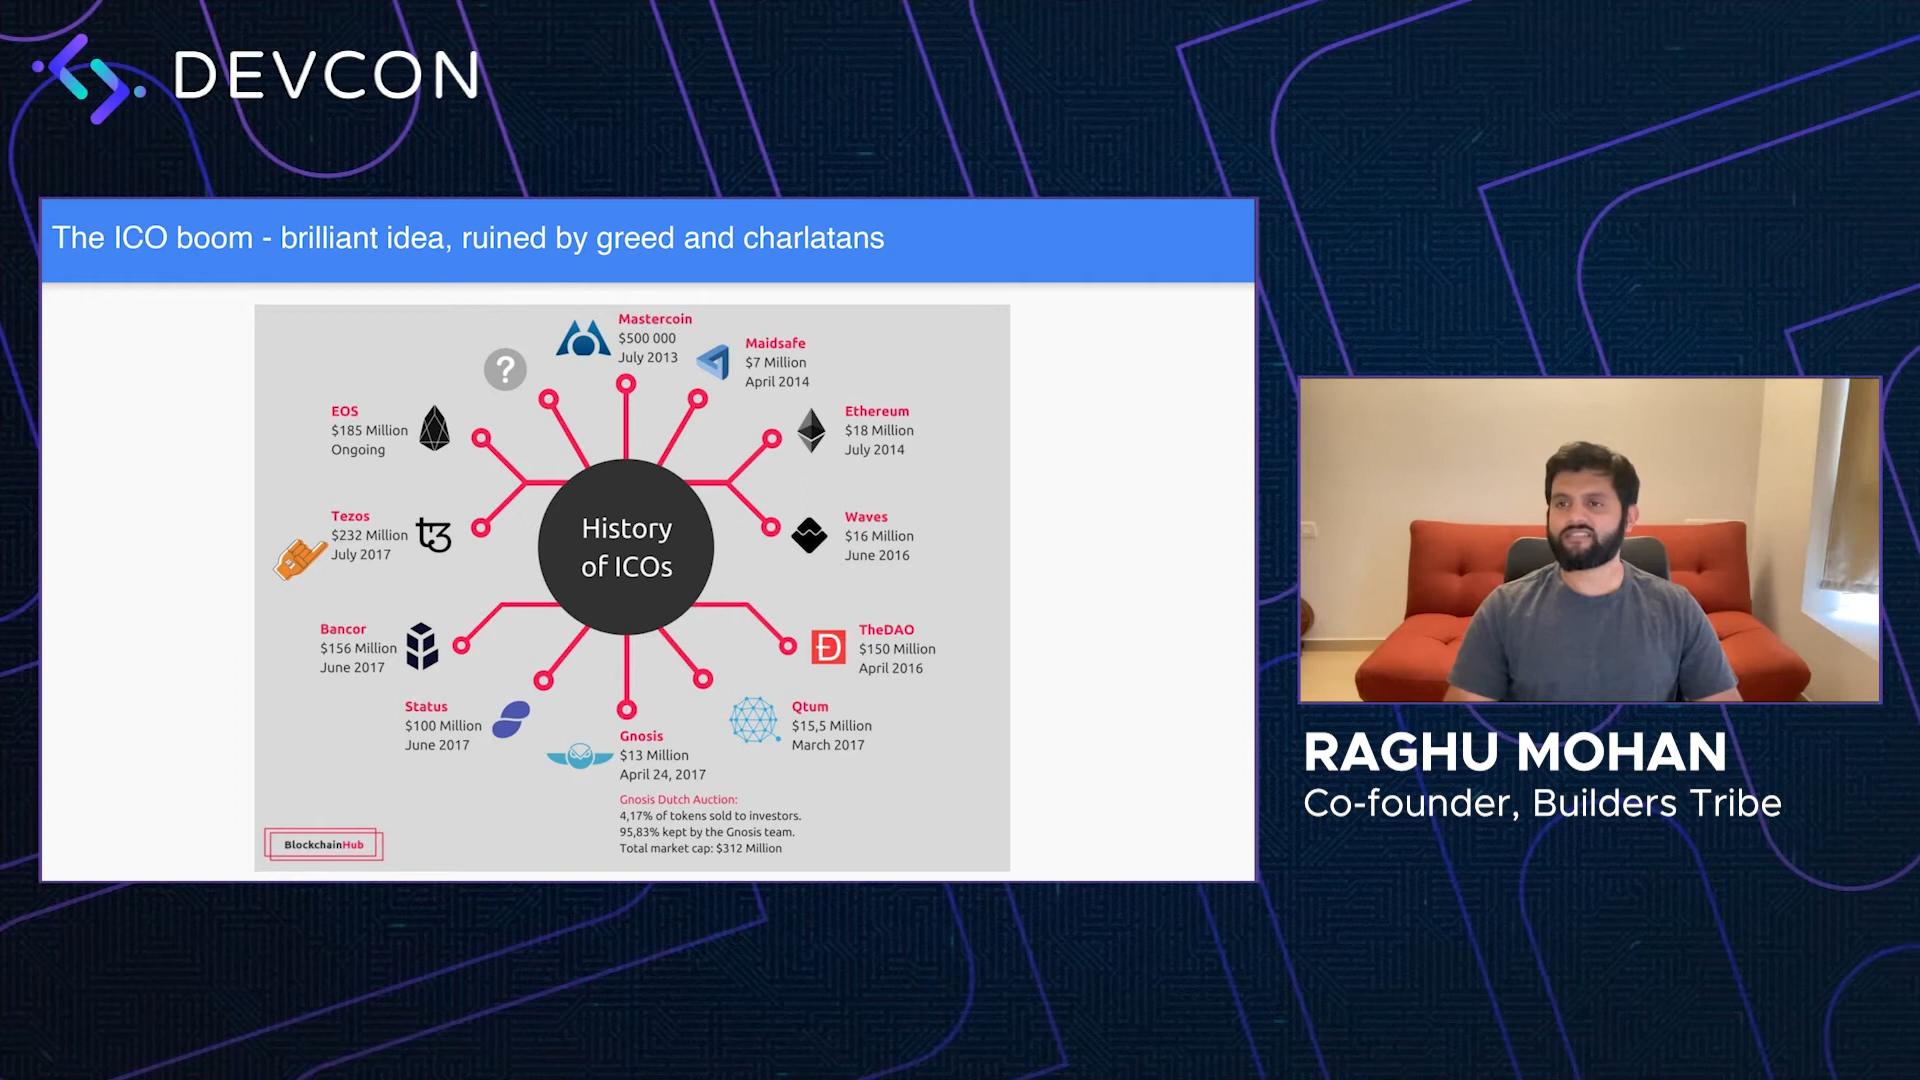 DEVCON
The ICO boom - brilliant idea, ruined by greed and charlatans
Mastercoin
$500 000
July 2013
Maidsafe
$7 Million
April 2014
?
EOS
$185 Million
Ongoing
Ethereum
$18 Million
July 2014
Tezos
$232 Million
July 2017
History
of ICOs
Waves
$16 Million
June 2016
Bancor
$156 Million
June 2017
TheDAO
$150 Million
April 2016
Status
$100 Million
June 2017
Qtum
$15,5 Million
March 2017
Gnosis
$13 Million
April 24, 2017
Gnosis Dutch Auction:
4,17% of tokens sold to investors.
95,83% kept by the Gnosis team.
Total market cap: $312 Million
BlockchainHub
RAGHU MOHAN
Co-founder, Builders Tribe